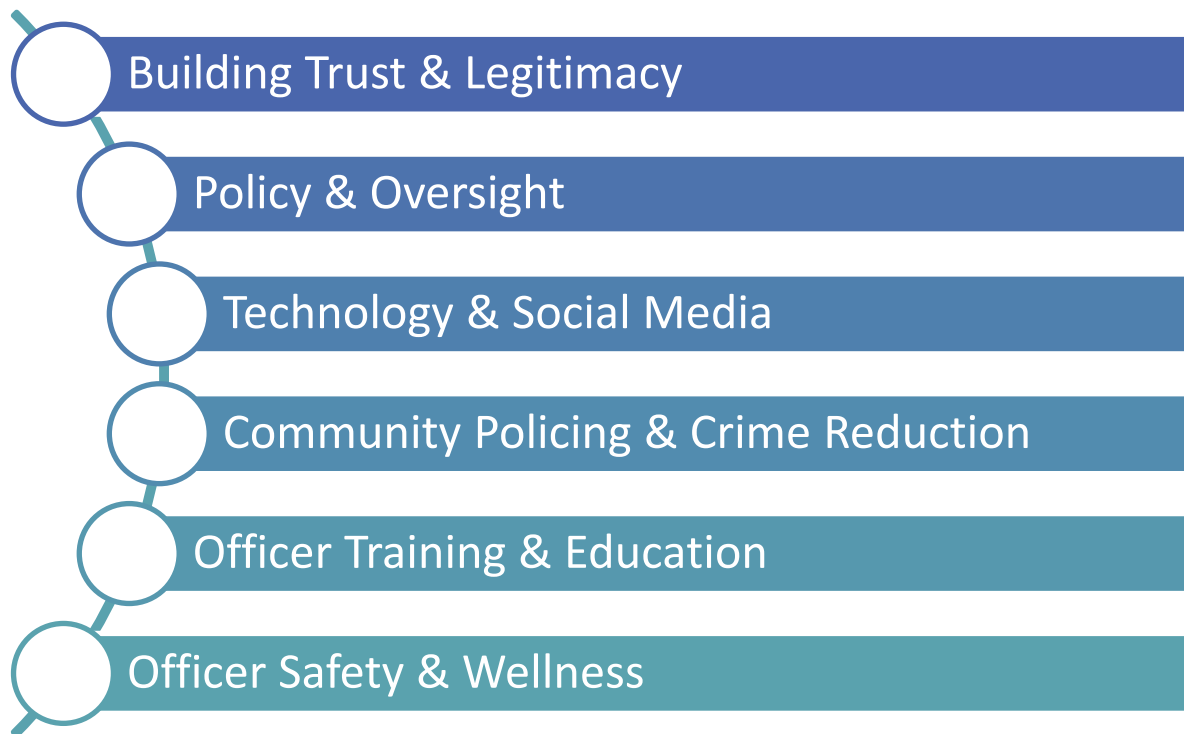 Building Trust & Legitimacy
Policy & Oversight
Technology & Social Media
Community Policing & Crime Reduction
Officer Training & Education
Officer Safety & Wellness